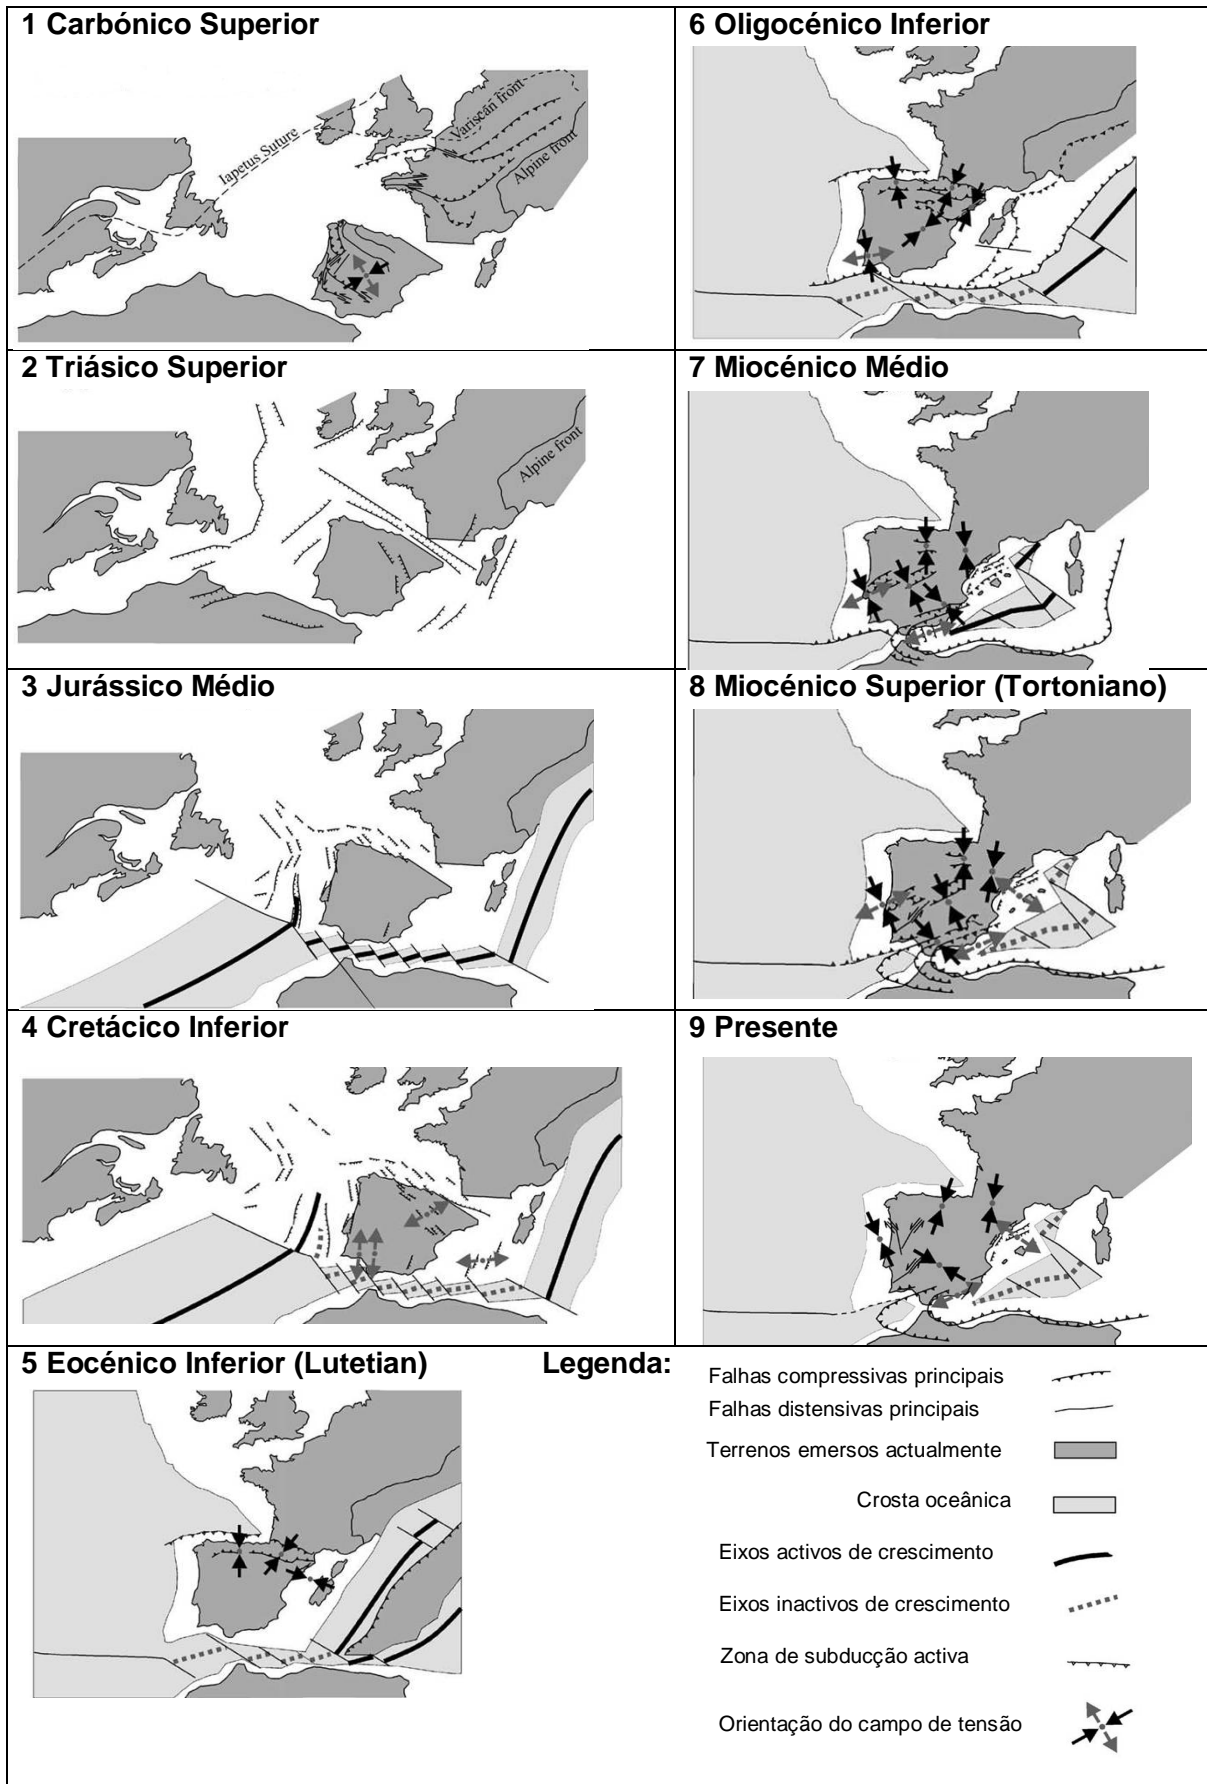 1 Carbónico Superior
Iapetus Suture
Variscan front
Alpine front
2 Triásico Superior
Alpine front
3 Jurássico Médio
4 Cretácico Inferior
5 Eocénico Inferior (Lutetian)
6 Oligocénico Inferior
7 Miocénico Médio
8 Miocénico Superior (Tortoniano)
9 Presente
Legenda:
Falhas compressivas principais
Falhas distensivas principais
Terrenos emersos actualmente
Crosta oceânica
Eixos activos de crescimento
Eixos inactivos de crescimento
Zona de subducção activa
Orientação do campo de tensão